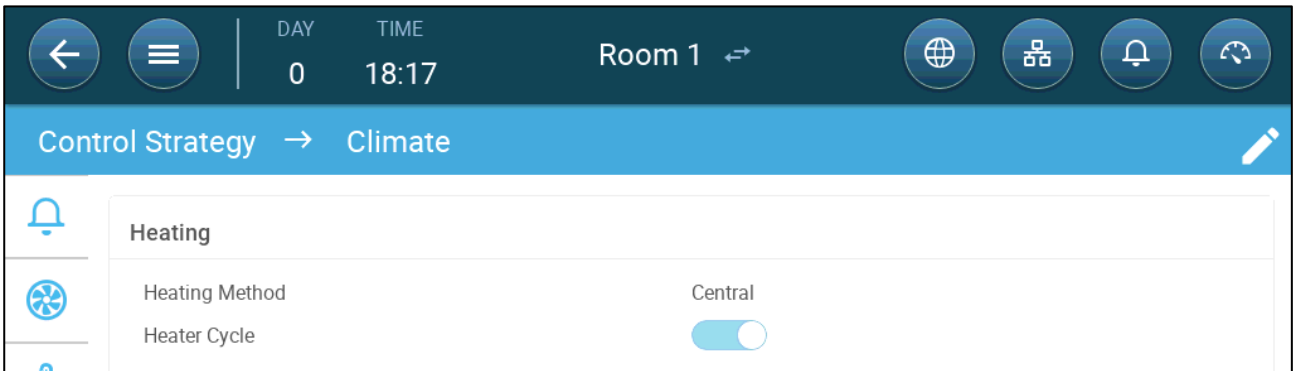 DAY TIME
0 18:17 Room 1
Control Strategy → Climate
Heating
Heating Method Central
Heater Cycle